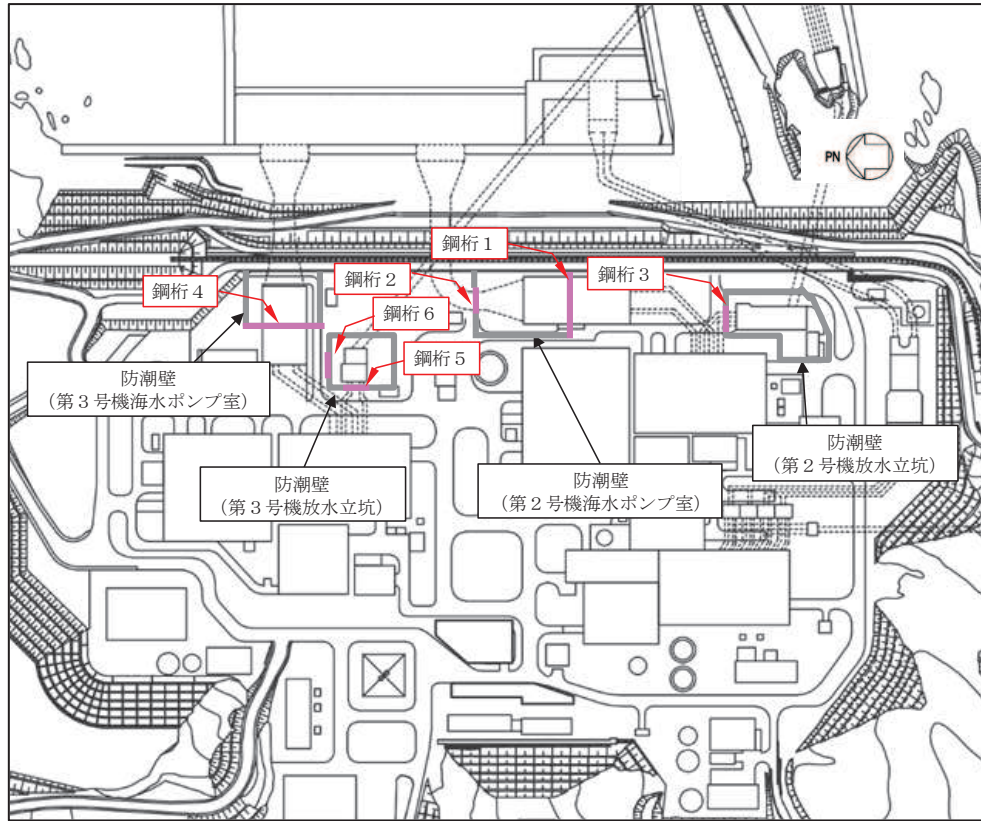 PN
鋼桁１
鋼桁２
鋼桁３
鋼桁４
鋼桁６
鋼桁５
防潮壁
（第３号機海水ポンプ室）
防潮壁
（第３号機放水立坑）
防潮壁
（第２号機海水ポンプ室）
防潮壁
（第２号機放水立坑）